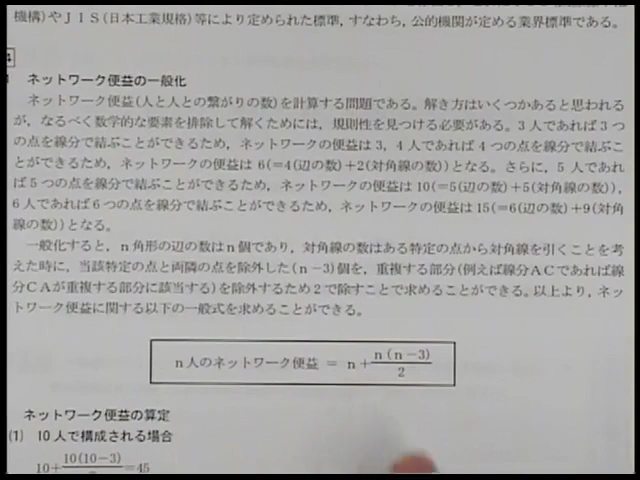 機構)やＪＩＳ(日本工業規格)等により定められた標準，すなわち，公的機関が定める業界標準である。
ネットワーク便益の一般化
ネットワーク便益(人と人との繋がりの数)を計算する問題である。解き方はいくつかあると思われる
が，なるべく数学的な要素を排除して解くためには，規則性を見つける必要がある。３人であれば３つ
の点を線分で結ぶことができるため，ネットワークの便益は３，４人であれば４つの点を線分で結ぶこ
とができるため，ネットワークの便益は６(＝４(辺の数)＋２(対角線の数))となる。さらに，５人であれ
ば５つの点を線分で結ぶことができるため，ネットワークの便益は10(＝５(辺の数)＋５(対角線の数))，
６人であれば６つの点を線分で結ぶことができるため，ネットワークの便益は15(＝６(辺の数)＋９(対角
線の数))となる。
一般化すると，ｎ角形の辺の数はｎ個であり，対角線の数はある特定の点から対角線を引くことを考
えた時に，当該特定の点と両隣の点を除外した(ｎ−３)個を，重複する部分(例えば線分ＡＣであれば線
分ＣＡが重複する部分に該当する)を除外するため２で除すことで求めることができる。以上より，ネッ
トワーク便益に関する以下の一般式を求めることができる。
ｎ人のネットワーク便益 ＝ ｎ＋ｎ(ｎ−3)/2
ネットワーク便益の算定
(1) 10人で構成される場合
10＋10(10−3)/＝45